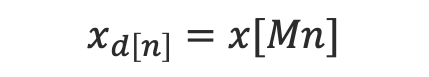 x_{d[n]} = x[Mn]